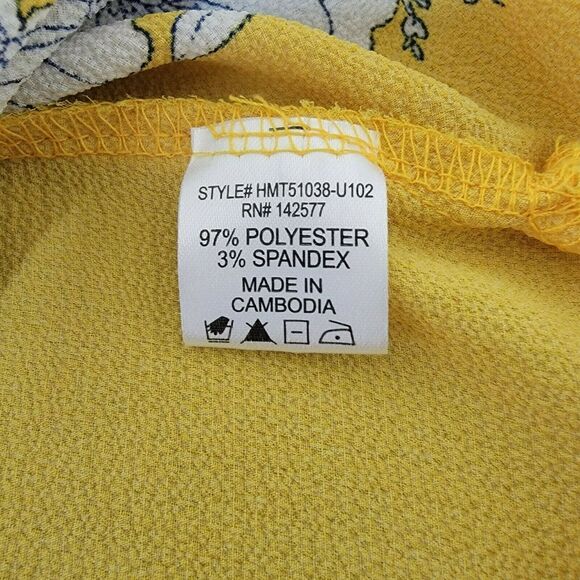 STYLE# HMT51038-U102
RN# 142577
97% POLYESTER
3% SPANDEX
MADE IN
CAMBODIA